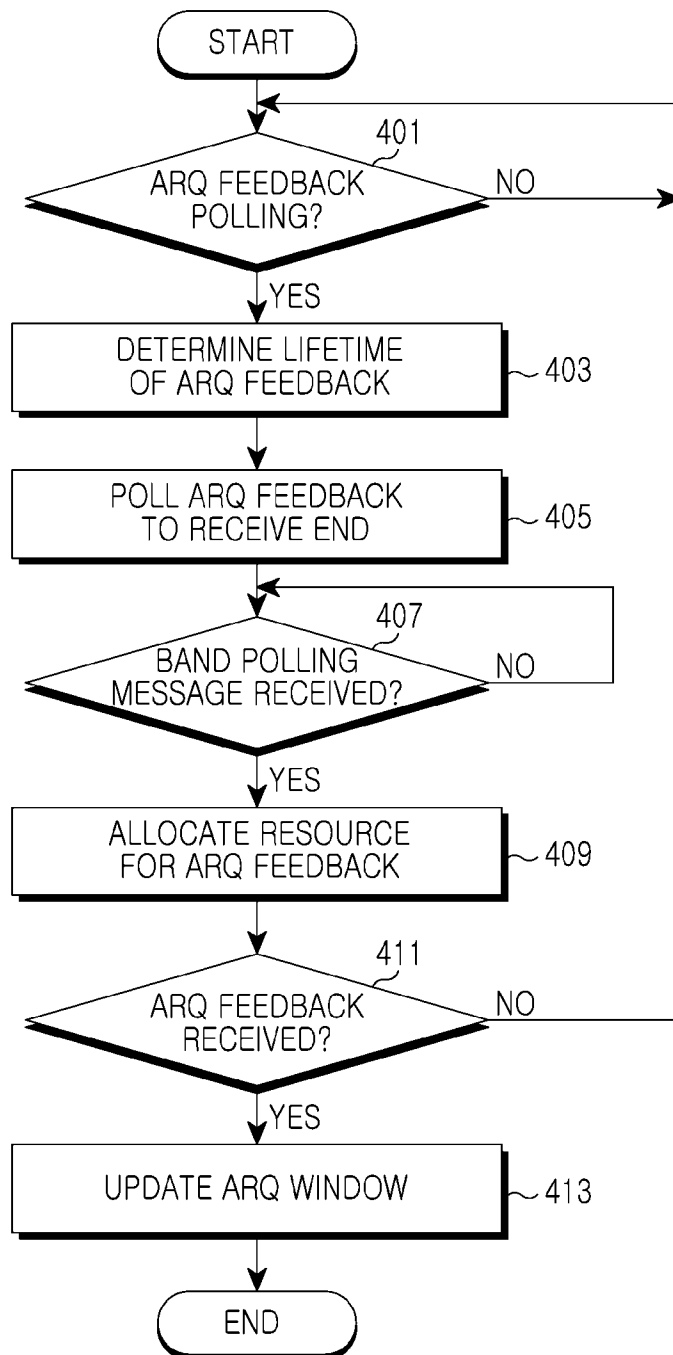 START
401
ARQ FEEDBACK
POLLING?
NO
YES
DETERMINE LIFETIME
OF ARQ FEEDBACK
403
POLL ARQ FEEDBACK
TO RECEIVE END
405
407
BAND POLLING
MESSAGE RECEIVED?
NO
YES
ALLOCATE RESOURCE
FOR ARQ FEEDBACK
409
411
ARQ FEEDBACK
RECEIVED?
NO
YES
UPDATE ARQ WINDOW
413
END